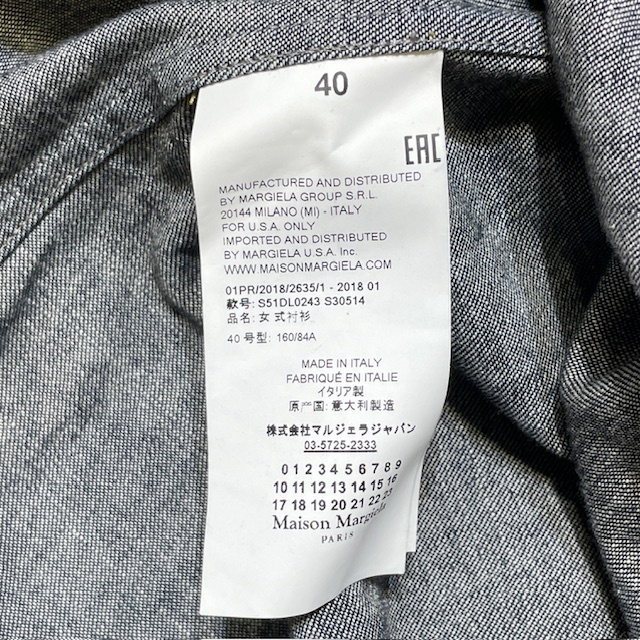 40
EAC
MANUFACTURED AND DISTRIBUTED
BY MARGIELA GROUP S.R.L.
20144 MILANO (MI) - ITALY
FOR U.S.A. ONLY
IMPORTED AND DISTRIBUTED
BY MARGIELA U.S.A. Inc.
WWW.MAISONMARGIELA.COM
01PR/2018/2635/1 - 2018 01
款号: S51DL0243 S30514
品名: 女式衬衫
40 号型: 160/84A
MADE IN ITALY
FABRIQUÉ EN ITALIE
イタリア製
原产国: 意大利製造
株式会社マルジェラジャパン
03-5725-2333
0 1 2 3 4 5 6 7 8 9
10 11 12 13 14 15 16
17 18 19 20 21 22 23
Maison Margiela
PARIS